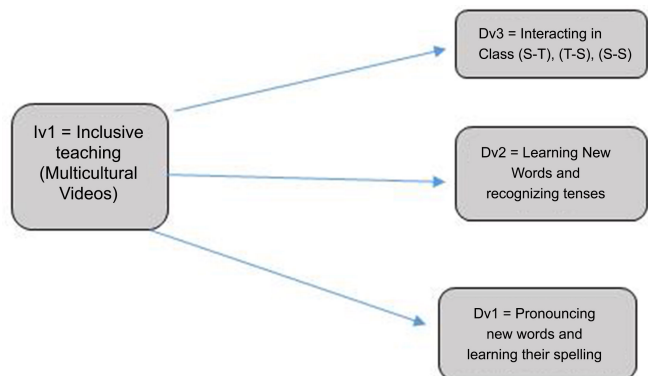 Dv3 = Interacting in
Class (S-T), (T-S), (S-S)
Iv1 = Inclusive
teaching
(Multicultural
Videos)
Dv2 = Learning New
Words and
recognizing tenses
Dv1 = Pronouncing
new words and
learning their spelling